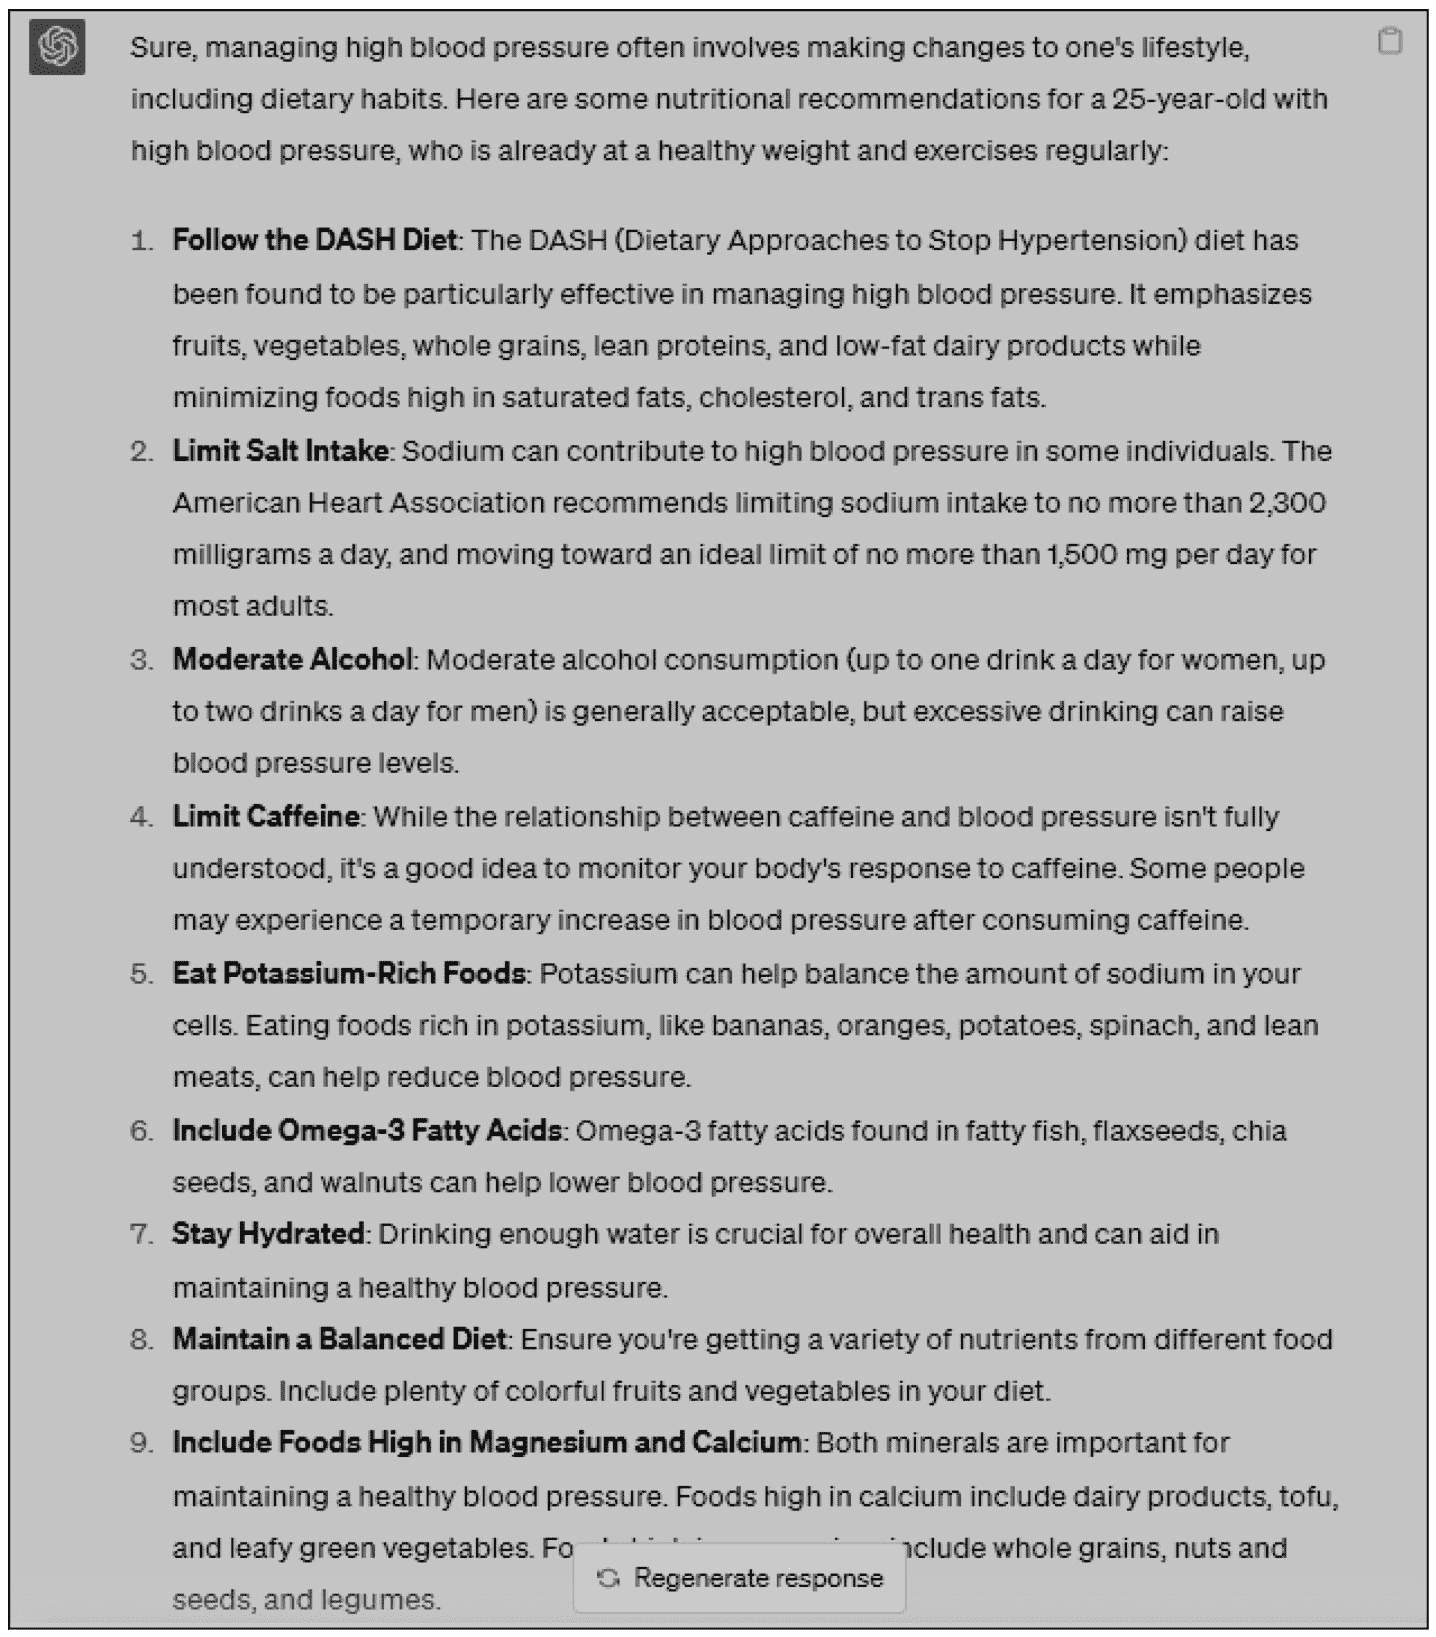 Sure, managing high blood pressure often involves making changes to one's lifestyle,
including dietary habits. Here are some nutritional recommendations for a 25-year-old with
high blood pressure, who is already at a healthy weight and exercises regularly:
1. Follow the DASH Diet: The DASH (Dietary Approaches to Stop Hypertension) diet has
been found to be particularly effective in managing high blood pressure. It emphasizes
fruits, vegetables, whole grains, lean proteins, and low-fat dairy products while
minimizing foods high in saturated fats, cholesterol, and trans fats.
2. Limit Salt Intake: Sodium can contribute to high blood pressure in some individuals. The
American Heart Association recommends limiting sodium intake to no more than 2,300
milligrams a day, and moving toward an ideal limit of no more than 1,500 mg per day for
most adults.
3. Moderate Alcohol: Moderate alcohol consumption (up to one drink a day for women, up
to two drinks a day for men) is generally acceptable, but excessive drinking can raise
blood pressure levels.
4. Limit Caffeine: While the relationship between caffeine and blood pressure isn't fully
understood, it's a good idea to monitor your body's response to caffeine. Some people
may experience a temporary increase in blood pressure after consuming caffeine.
5. Eat Potassium-Rich Foods: Potassium can help balance the amount of sodium in your
cells. Eating foods rich in potassium, like bananas, oranges, potatoes, spinach, and lean
meats, can help reduce blood pressure.
6. Include Omega-3 Fatty Acids: Omega-3 fatty acids found in fatty fish, flaxseeds, chia
seeds, and walnuts can help lower blood pressure.
7. Stay Hydrated: Drinking enough water is crucial for overall health and can aid in
maintaining a healthy blood pressure.
8. Maintain a Balanced Diet: Ensure you're getting a variety of nutrients from different food
groups. Include plenty of colorful fruits and vegetables in your diet.
9. Include Foods High in Magnesium and Calcium: Both minerals are important for
maintaining a healthy blood pressure. Foods high in calcium include dairy products, tofu,
and leafy green vegetables. include whole grains, nuts and
seeds, and legumes.
Regenerate response